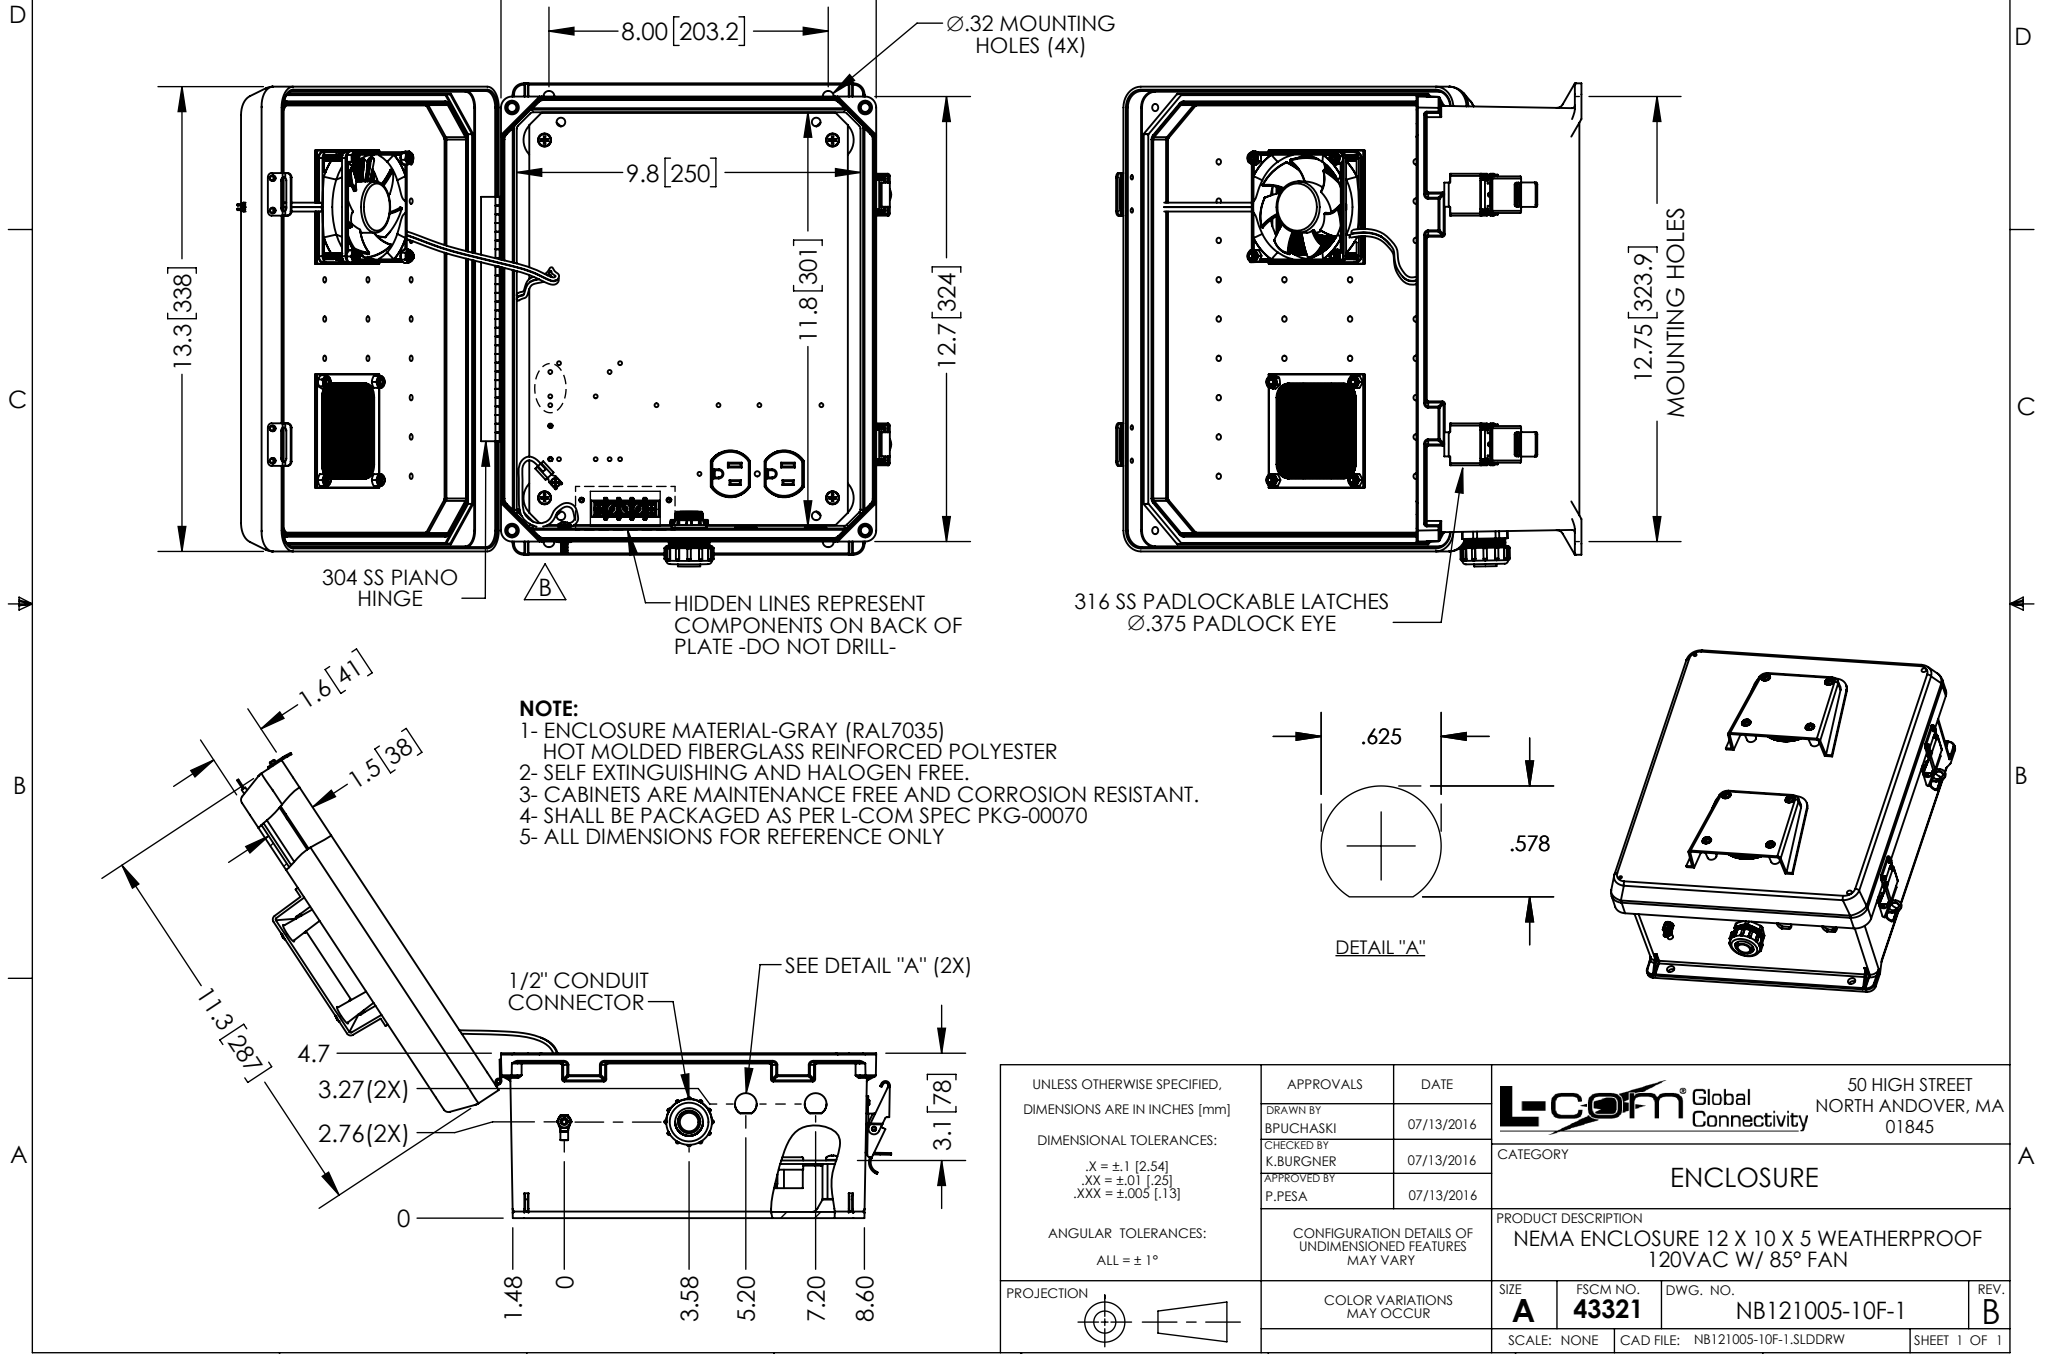 D
D
8.00[203.2]
Ø.32 MOUNTING
HOLES (4X)
9.8[250]
13.3[338]
11.8[301]
12.7[324]
12.75[323.9]
MOUNTING HOLES
C
C
304 SS PIANO
HINGE
B
HIDDEN LINES REPRESENT
COMPONENTS ON BACK OF
PLATE -DO NOT DRILL-
316 SS PADLOCKABLE LATCHES
Ø.375 PADLOCK EYE
1.6[41]
1.5[38]
11.3[287]
NOTE:
1- ENCLOSURE MATERIAL-GRAY (RAL7035)
HOT MOLDED FIBERGLASS REINFORCED POLYESTER
2- SELF EXTINGUISHING AND HALOGEN FREE.
3- CABINETS ARE MAINTENANCE FREE AND CORROSION RESISTANT.
4- SHALL BE PACKAGED AS PER L-COM SPEC PKG-00070
5- ALL DIMENSIONS FOR REFERENCE ONLY
.625
.578
DETAIL "A"
B
B
1/2" CONDUIT
CONNECTOR
SEE DETAIL "A" (2X)
4.7
3.27(2X)
2.76(2X)
0
3.1[78]
1.48
0
3.58
5.20
7.20
8.60
A
A
UNLESS OTHERWISE SPECIFIED,
DIMENSIONS ARE IN INCHES [mm]
DIMENSIONAL TOLERANCES:
.X = ±.1 [2.54]
.XX = ±.01 [.25]
.XXX = ±.005 [.13]
ANGULAR TOLERANCES:
ALL = ± 1°
PROJECTION
APPROVALS
DATE
DRAWN BY
BPUCHASKI
07/13/2016
CHECKED BY
K.BURGNER
07/13/2016
APPROVED BY
P.PESA
07/13/2016
CONFIGURATION DETAILS OF
UNDIMENSIONED FEATURES
MAY VARY
COLOR VARIATIONS
MAY OCCUR
L-com® Global
Connectivity
50 HIGH STREET
NORTH ANDOVER, MA
01845
CATEGORY
ENCLOSURE
PRODUCT DESCRIPTION
NEMA ENCLOSURE 12 X 10 X 5 WEATHERPROOF
120VAC W/ 85° FAN
SIZE
A
FSCM NO.
43321
DWG. NO.
NB121005-10F-1
REV.
B
SCALE: NONE
CAD FILE: NB121005-10F-1.SLDDRW
SHEET 1 OF 1